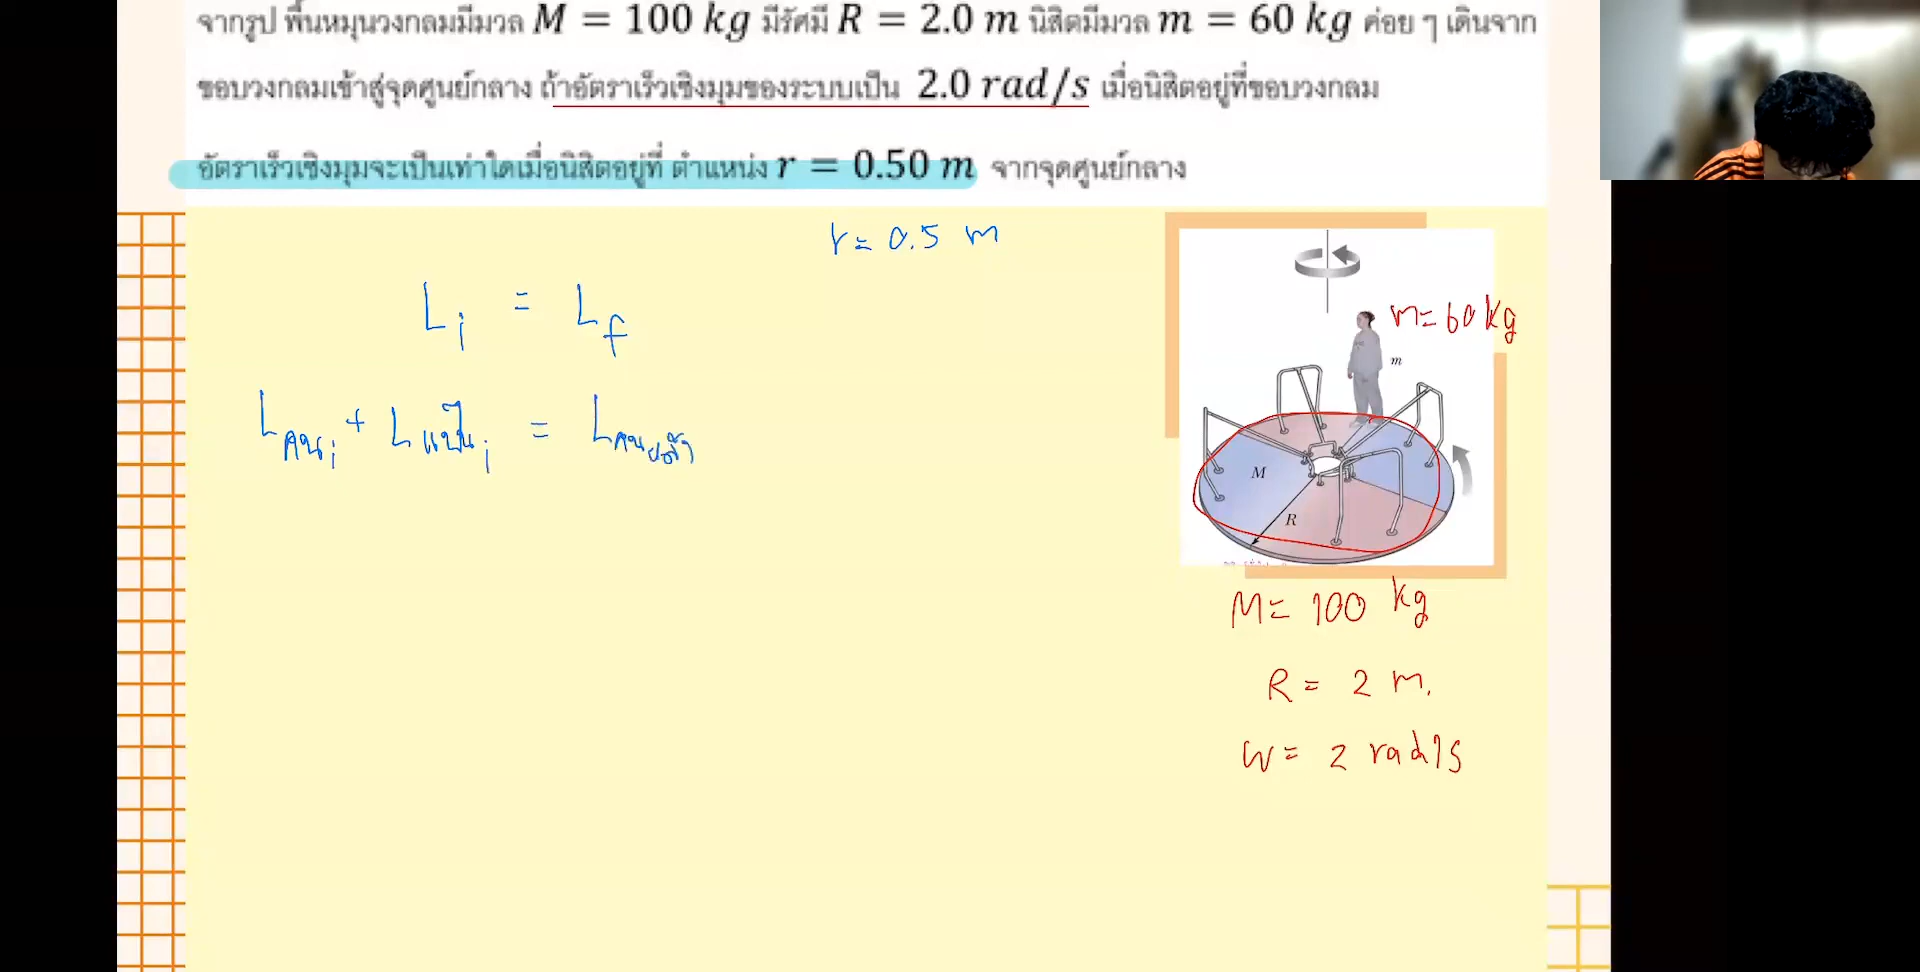 จากรูป พื้นหมุนวงกลมมีมวล M = 100 kg มีรัศมี R = 2.0 m นิสิตมีมวล m = 60 kg ค่อย ๆ เดินจาก
ขอบวงกลมเข้าสู่จุดศูนย์กลาง ถ้าอัตราเร็วเชิงมุมของระบบเป็น 2.0 rad/s เมื่อนิสิตอยู่ที่ขอบวงกลม
อัตราเร็วเชิงมุมจะเป็นเท่าใดเมื่อนิสิตอยู่ที่ ตำแหน่ง r = 0.50 m จากจุดศูนย์กลาง
r = 0.5 m
L i = L f
L คน i + L แป้น i = L คน
m = 60 kg
m
M
R
M = 100 kg
R = 2 m.
w = 2 rad/s